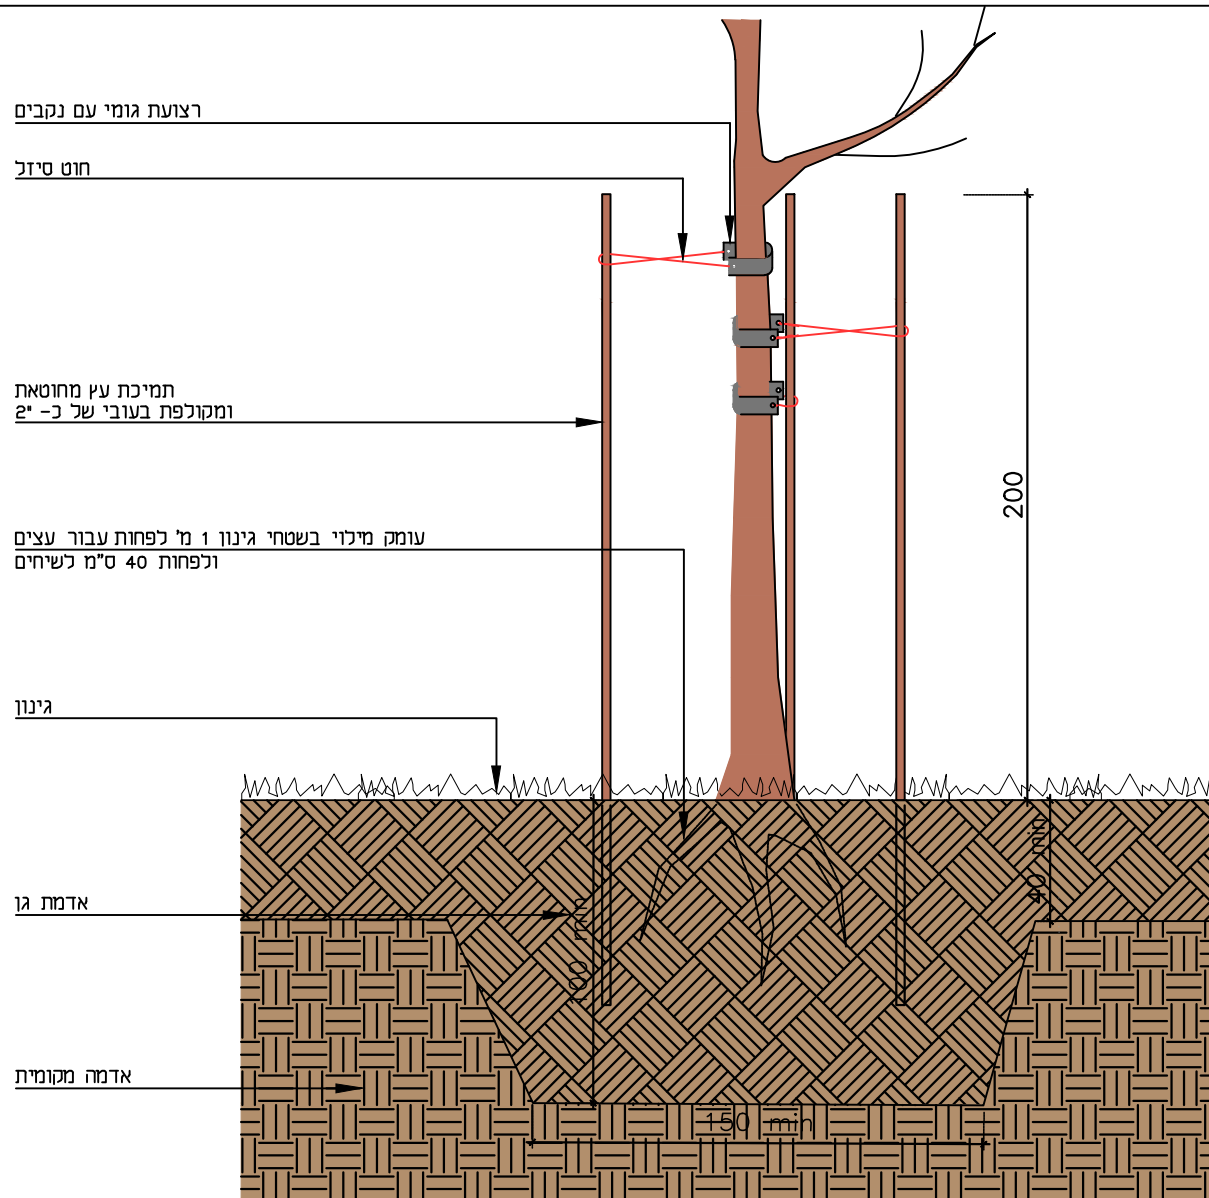 רצועת גומי עם נקבים
חוט סיזל
תמיכת עץ מחוטאת
ומקולפת בעובי של כ- 2"
200
עומק מילוי בשטחי גינון 1 מ' לפחות עבור עצים
ולפחות 40 ס"מ לשיחים
גינון
40 min
אדמת גן
100 min
אדמה מקומית
150 min